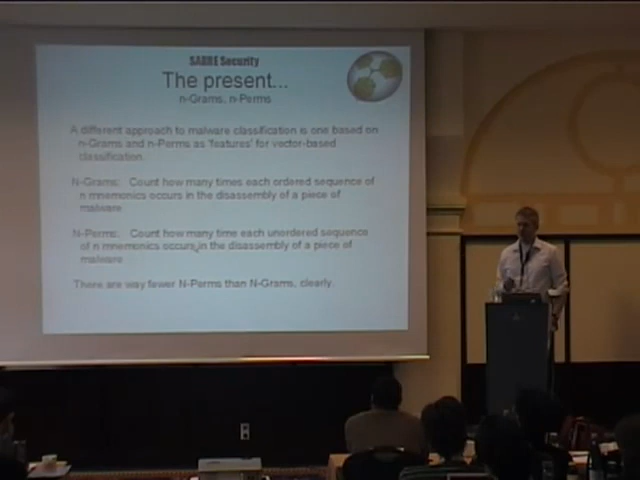 SABRE Security
The present...
n-Grams, n-Perms
A different approach to malware classification is one based on
n-Grams and n-Perms as 'features' for vector-based
classification.
N-Grams: Count how many times each ordered sequence of
n mnemonics occurs in the disassembly of a piece of
malware
N-Perms: Count how many time each unordered sequence
of n mnemonics occurs in the disassembly of a piece of
malware
There are way fewer N-Perms than N-Grams, clearly.